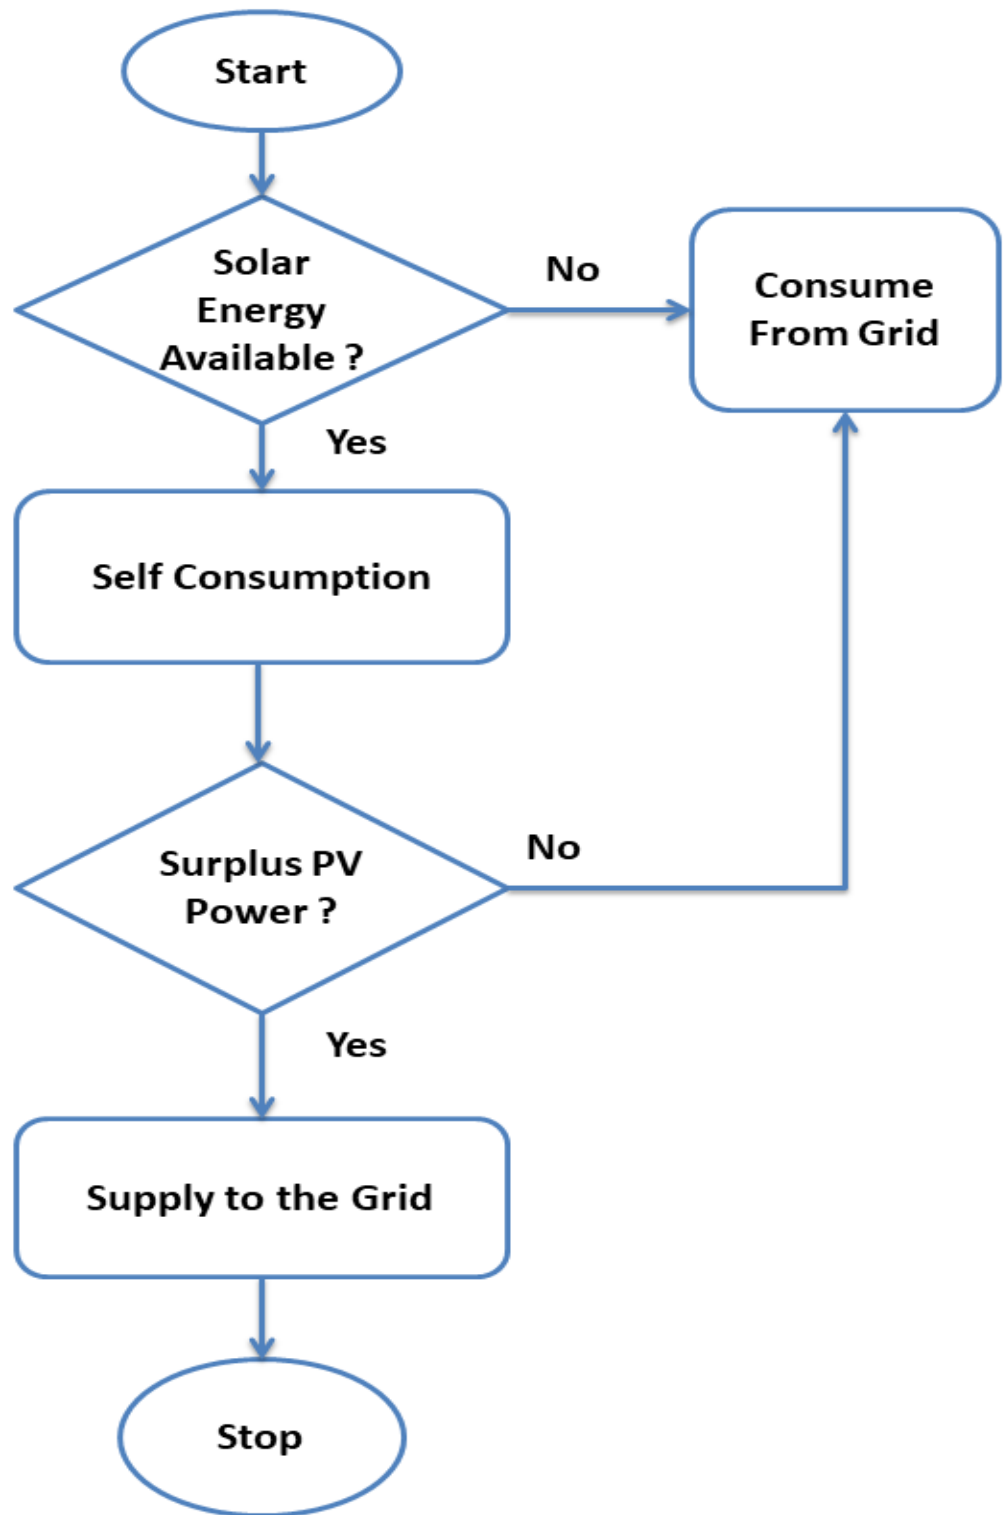 Start
Solar
Energy
Available ?
No
Consume
From Grid
Yes
Self Consumption
Surplus PV
Power ?
No
Yes
Supply to the Grid
Stop